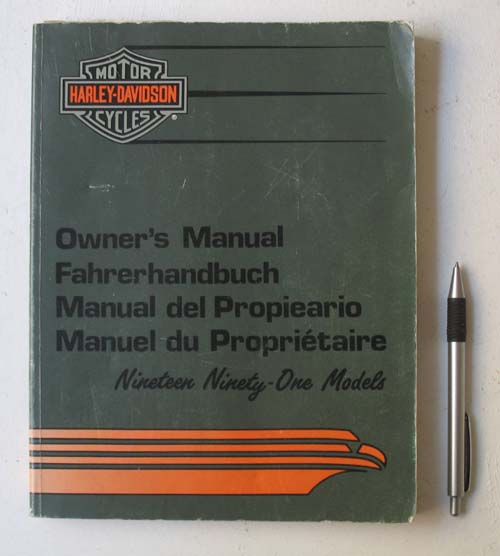 MOTOR
HARLEY-DAVIDSON
CYCLES
®
Owner's Manual
Fahrerhandbuch
Manual del Propieario
Manuel du Propriétaire
Nineteen Ninety-One Models